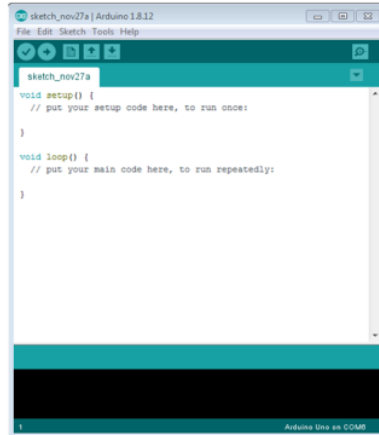 sketch_nov27a | Arduino 1.8.12
File Edit Sketch Tools Help
sketch_nov27a
void setup() {
  // put your setup code here, to run once:
}
void loop() {
  // put your main code here, to run repeatedly:
}
1 Arduino Uno on COM6